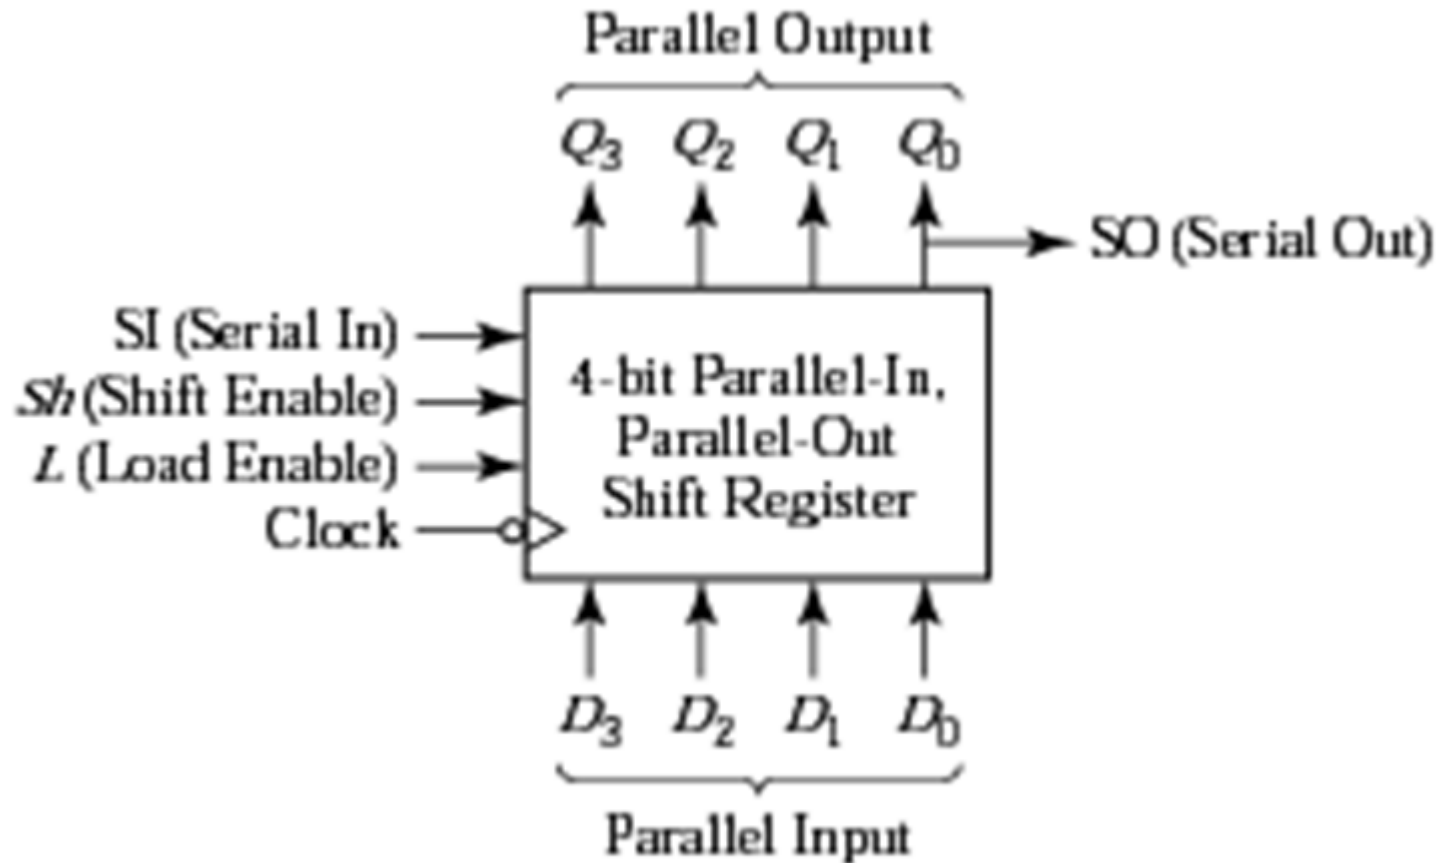 Parallel Output
Q3 Q2 Q1 Q0
SO (Serial Out)
SI (Serial In)
Sh (Shift Enable)
L (Load Enable)
Clock
4-bit Parallel-In,
Parallel-Out
Shift Register
D3 D2 D1 D0
Parallel Input